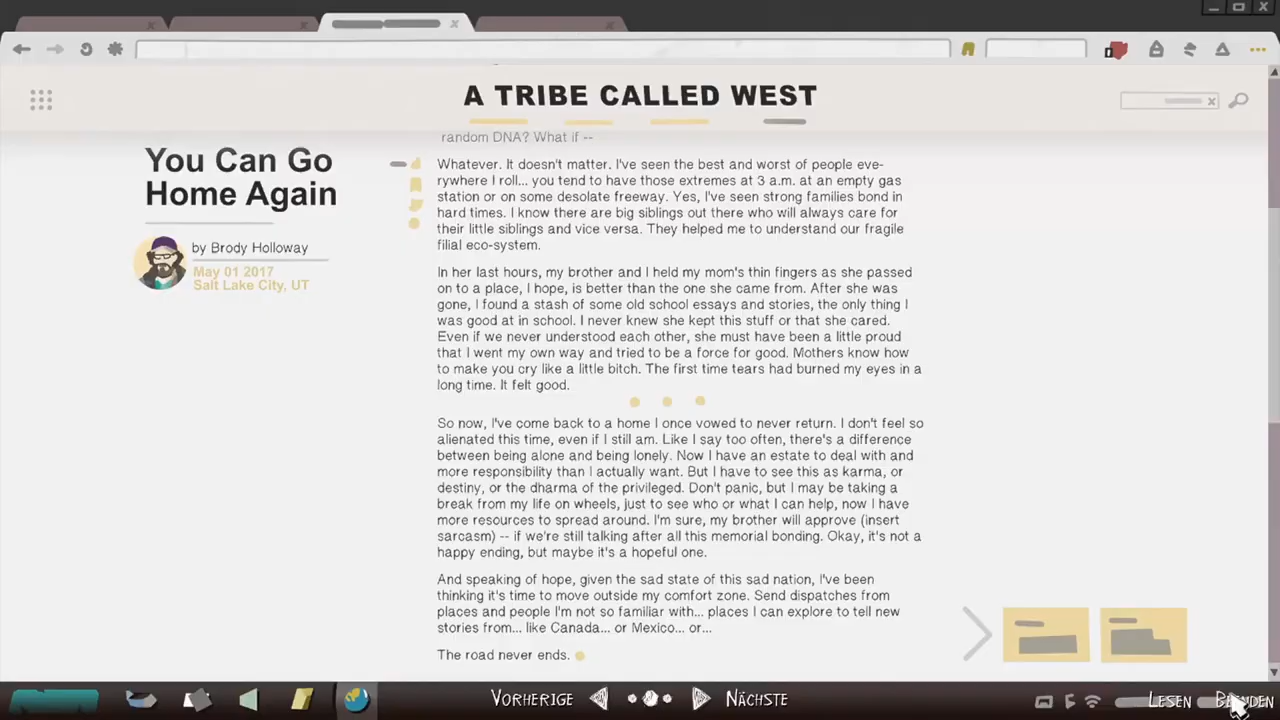 A TRIBE CALLED WEST
random DNA? What if --
You Can Go
Home Again
by Brody Holloway
May 01 2017
Salt Lake City, UT
Whatever. It doesn't matter. I've seen the best and worst of people eve-
rywhere I roll... you tend to have those extremes at 3 a.m. at an empty gas
station or on some desolate freeway. Yes, I've seen strong families bond in
hard times. I know there are big siblings out there who will always care for
their little siblings and vice versa. They helped me to understand our fragile
filial eco-system.
In her last hours, my brother and I held my mom's thin fingers as she passed
on to a place, I hope, is better than the one she came from. After she was
gone, I found a stash of some old school essays and stories, the only thing I
was good at in school. I never knew she kept this stuff or that she cared.
Even if we never understood each other, she must have been a little proud
that I went my own way and tried to be a force for good. Mothers know how
to make you cry like a little bitch. The first time tears had burned my eyes in a
long time. It felt good.
So now, I've come back to a home I once vowed to never return. I don't feel so
alienated this time, even if I still am. Like I say too often, there's a difference
between being alone and being lonely. Now I have an estate to deal with and
more responsibility than I actually want. But I have to see this as karma, or
destiny, or the dharma of the privileged. Don't panic, but I may be taking a
break from my life on wheels, just to see who or what I can help, now I have
more resources to spread around. I'm sure, my brother will approve (insert
sarcasm) -- if we're still talking after all this memorial bonding. Okay, it's not a
happy ending, but maybe it's a hopeful one.
And speaking of hope, given the sad state of this sad nation, I've been
thinking it's time to move outside my comfort zone. Send dispatches from
places and people I'm not so familiar with... places I can explore to tell new
stories from... like Canada... or Mexico... or...
The road never ends.
VORHERIGE NÄCHSTE LESEN BEENDEN